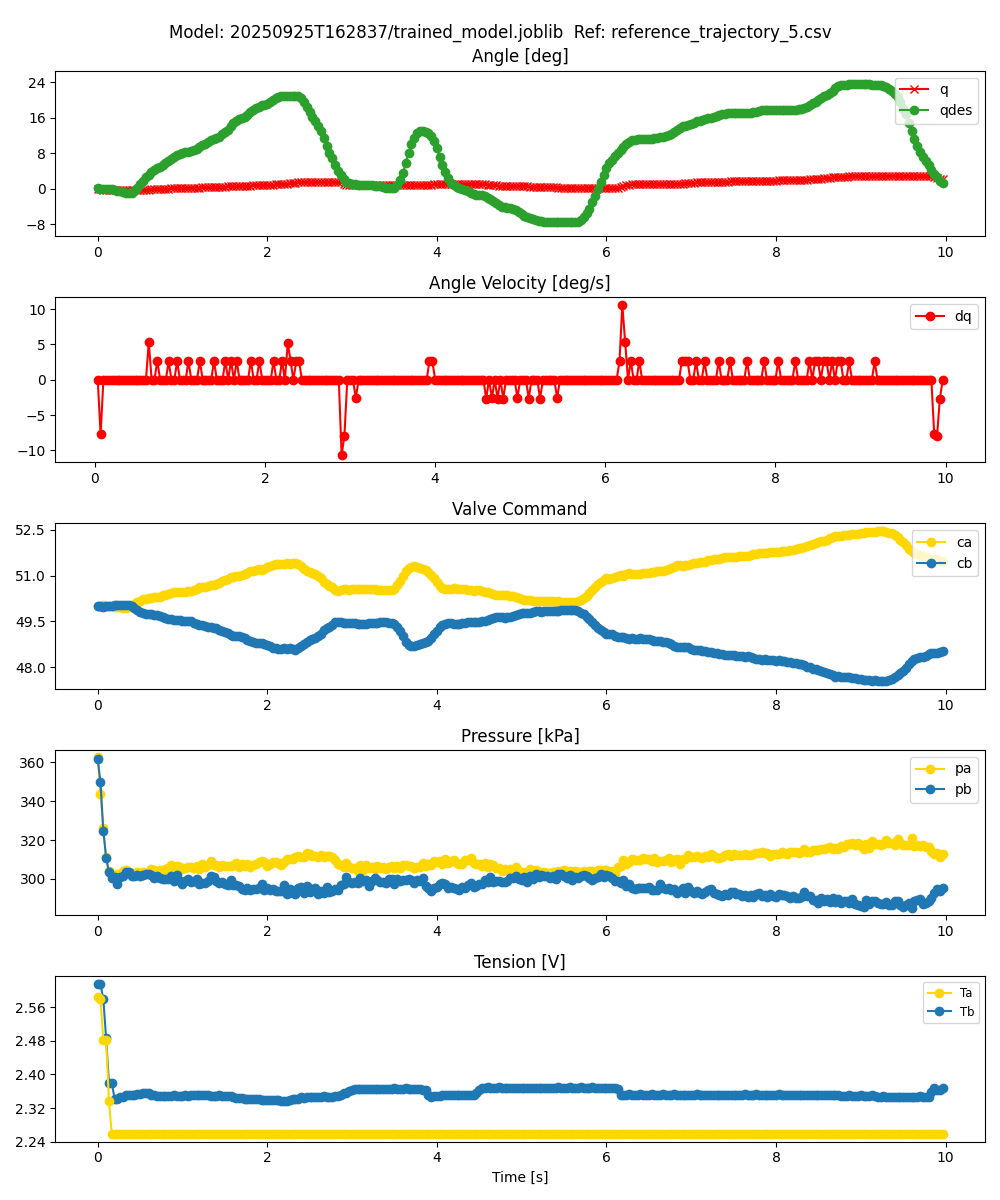 Model: 20250925T162837/trained_model.joblib  Ref: reference_trajectory_5.csv
Angle [deg]
24
16
8
0
−8
q
qdes
0 2 4 6 8 10
Angle Velocity [deg/s]
10
5
0
−5
−10
dq
0 2 4 6 8 10
Valve Command
52.5
51.0
49.5
48.0
ca
cb
0 2 4 6 8 10
Pressure [kPa]
360
340
320
300
pa
pb
0 2 4 6 8 10
Tension [V]
2.56
2.48
2.40
2.32
2.24
Ta
Tb
0 2 4 6 8 10
Time [s]